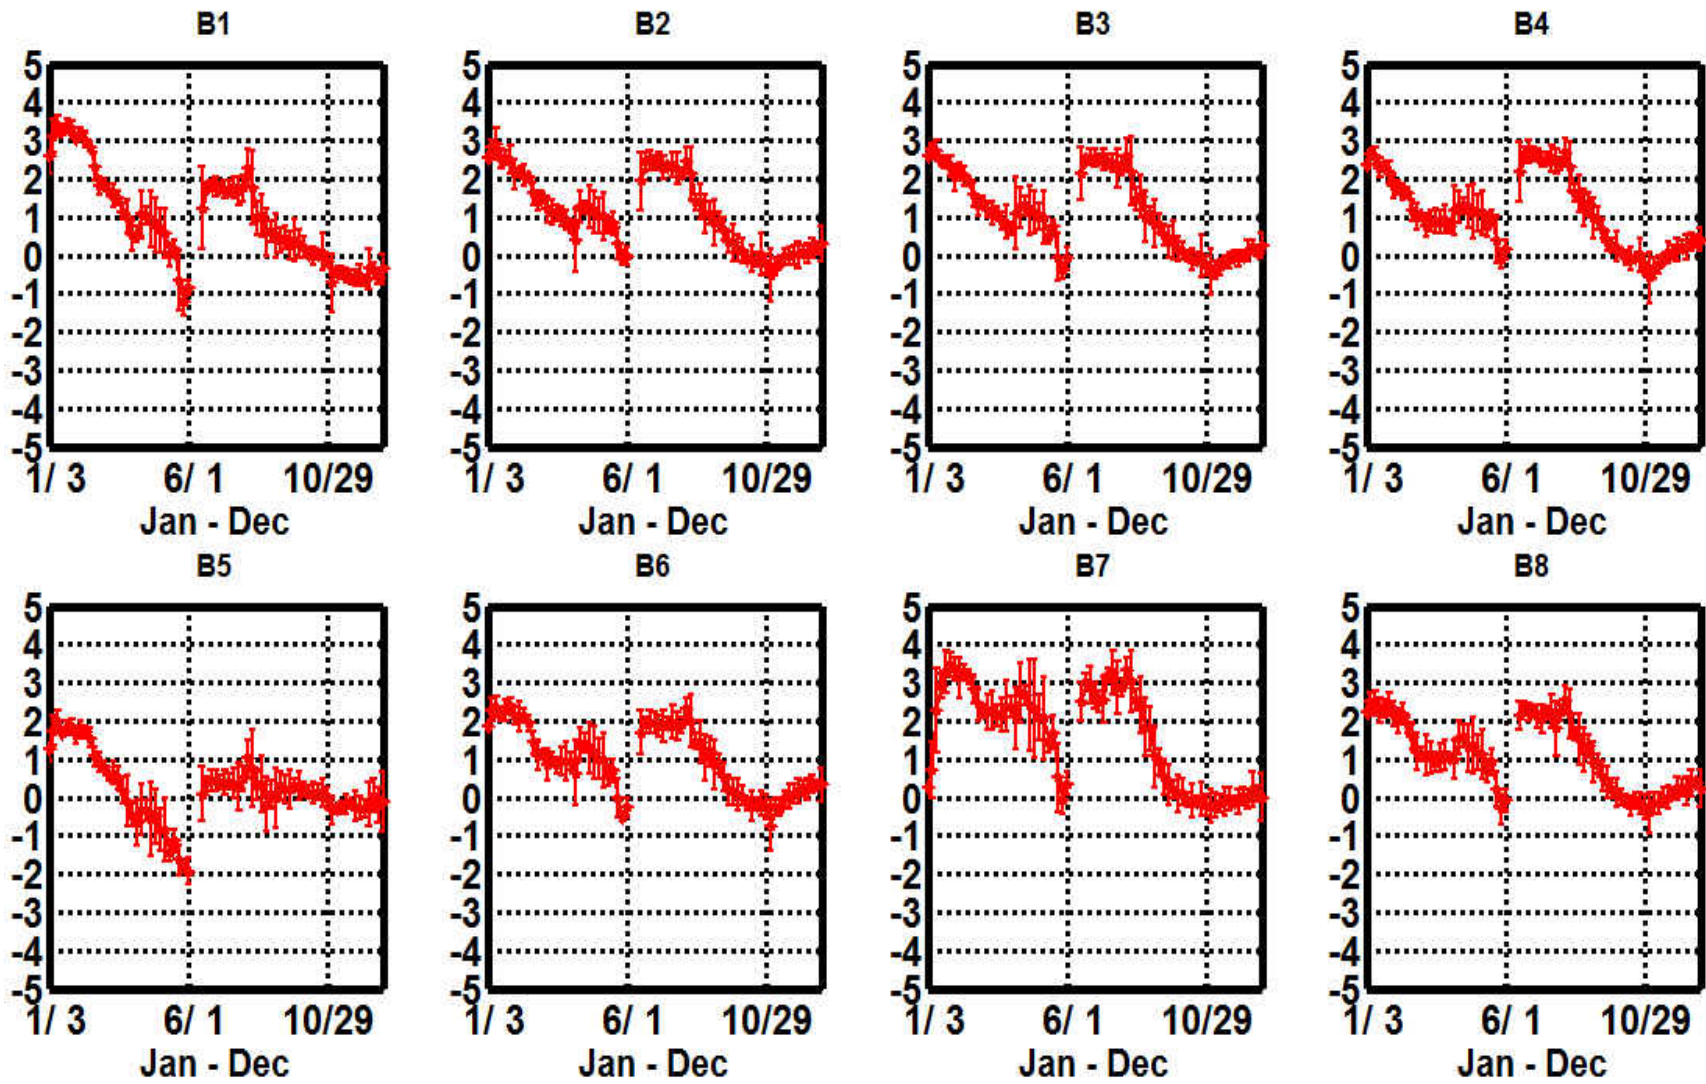 B1 B2 B3 B4
5 5 5 5
4 4 4 4
3 3 3 3
2 2 2 2
1 1 1 1
0 0 0 0
-1 -1 -1 -1
-2 -2 -2 -2
-3 -3 -3 -3
-4 -4 -4 -4
-5 -5 -5 -5
1/ 3 6/ 1 10/29 1/ 3 6/ 1 10/29 1/ 3 6/ 1 10/29 1/ 3 6/ 1 10/29
Jan - Dec Jan - Dec Jan - Dec Jan - Dec
B5 B6 B7 B8
5 5 5 5
4 4 4 4
3 3 3 3
2 2 2 2
1 1 1 1
0 0 0 0
-1 -1 -1 -1
-2 -2 -2 -2
-3 -3 -3 -3
-4 -4 -4 -4
-5 -5 -5 -5
1/ 3 6/ 1 10/29 1/ 3 6/ 1 10/29 1/ 3 6/ 1 10/29 1/ 3 6/ 1 10/29
Jan - Dec Jan - Dec Jan - Dec Jan - Dec